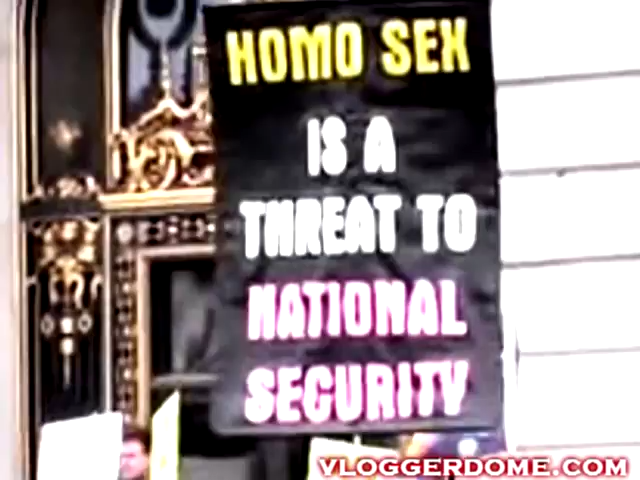 HOMO SEX
IS A
THREAT TO
NATIONAL
SECURITY
VLOGGERDOME.COM